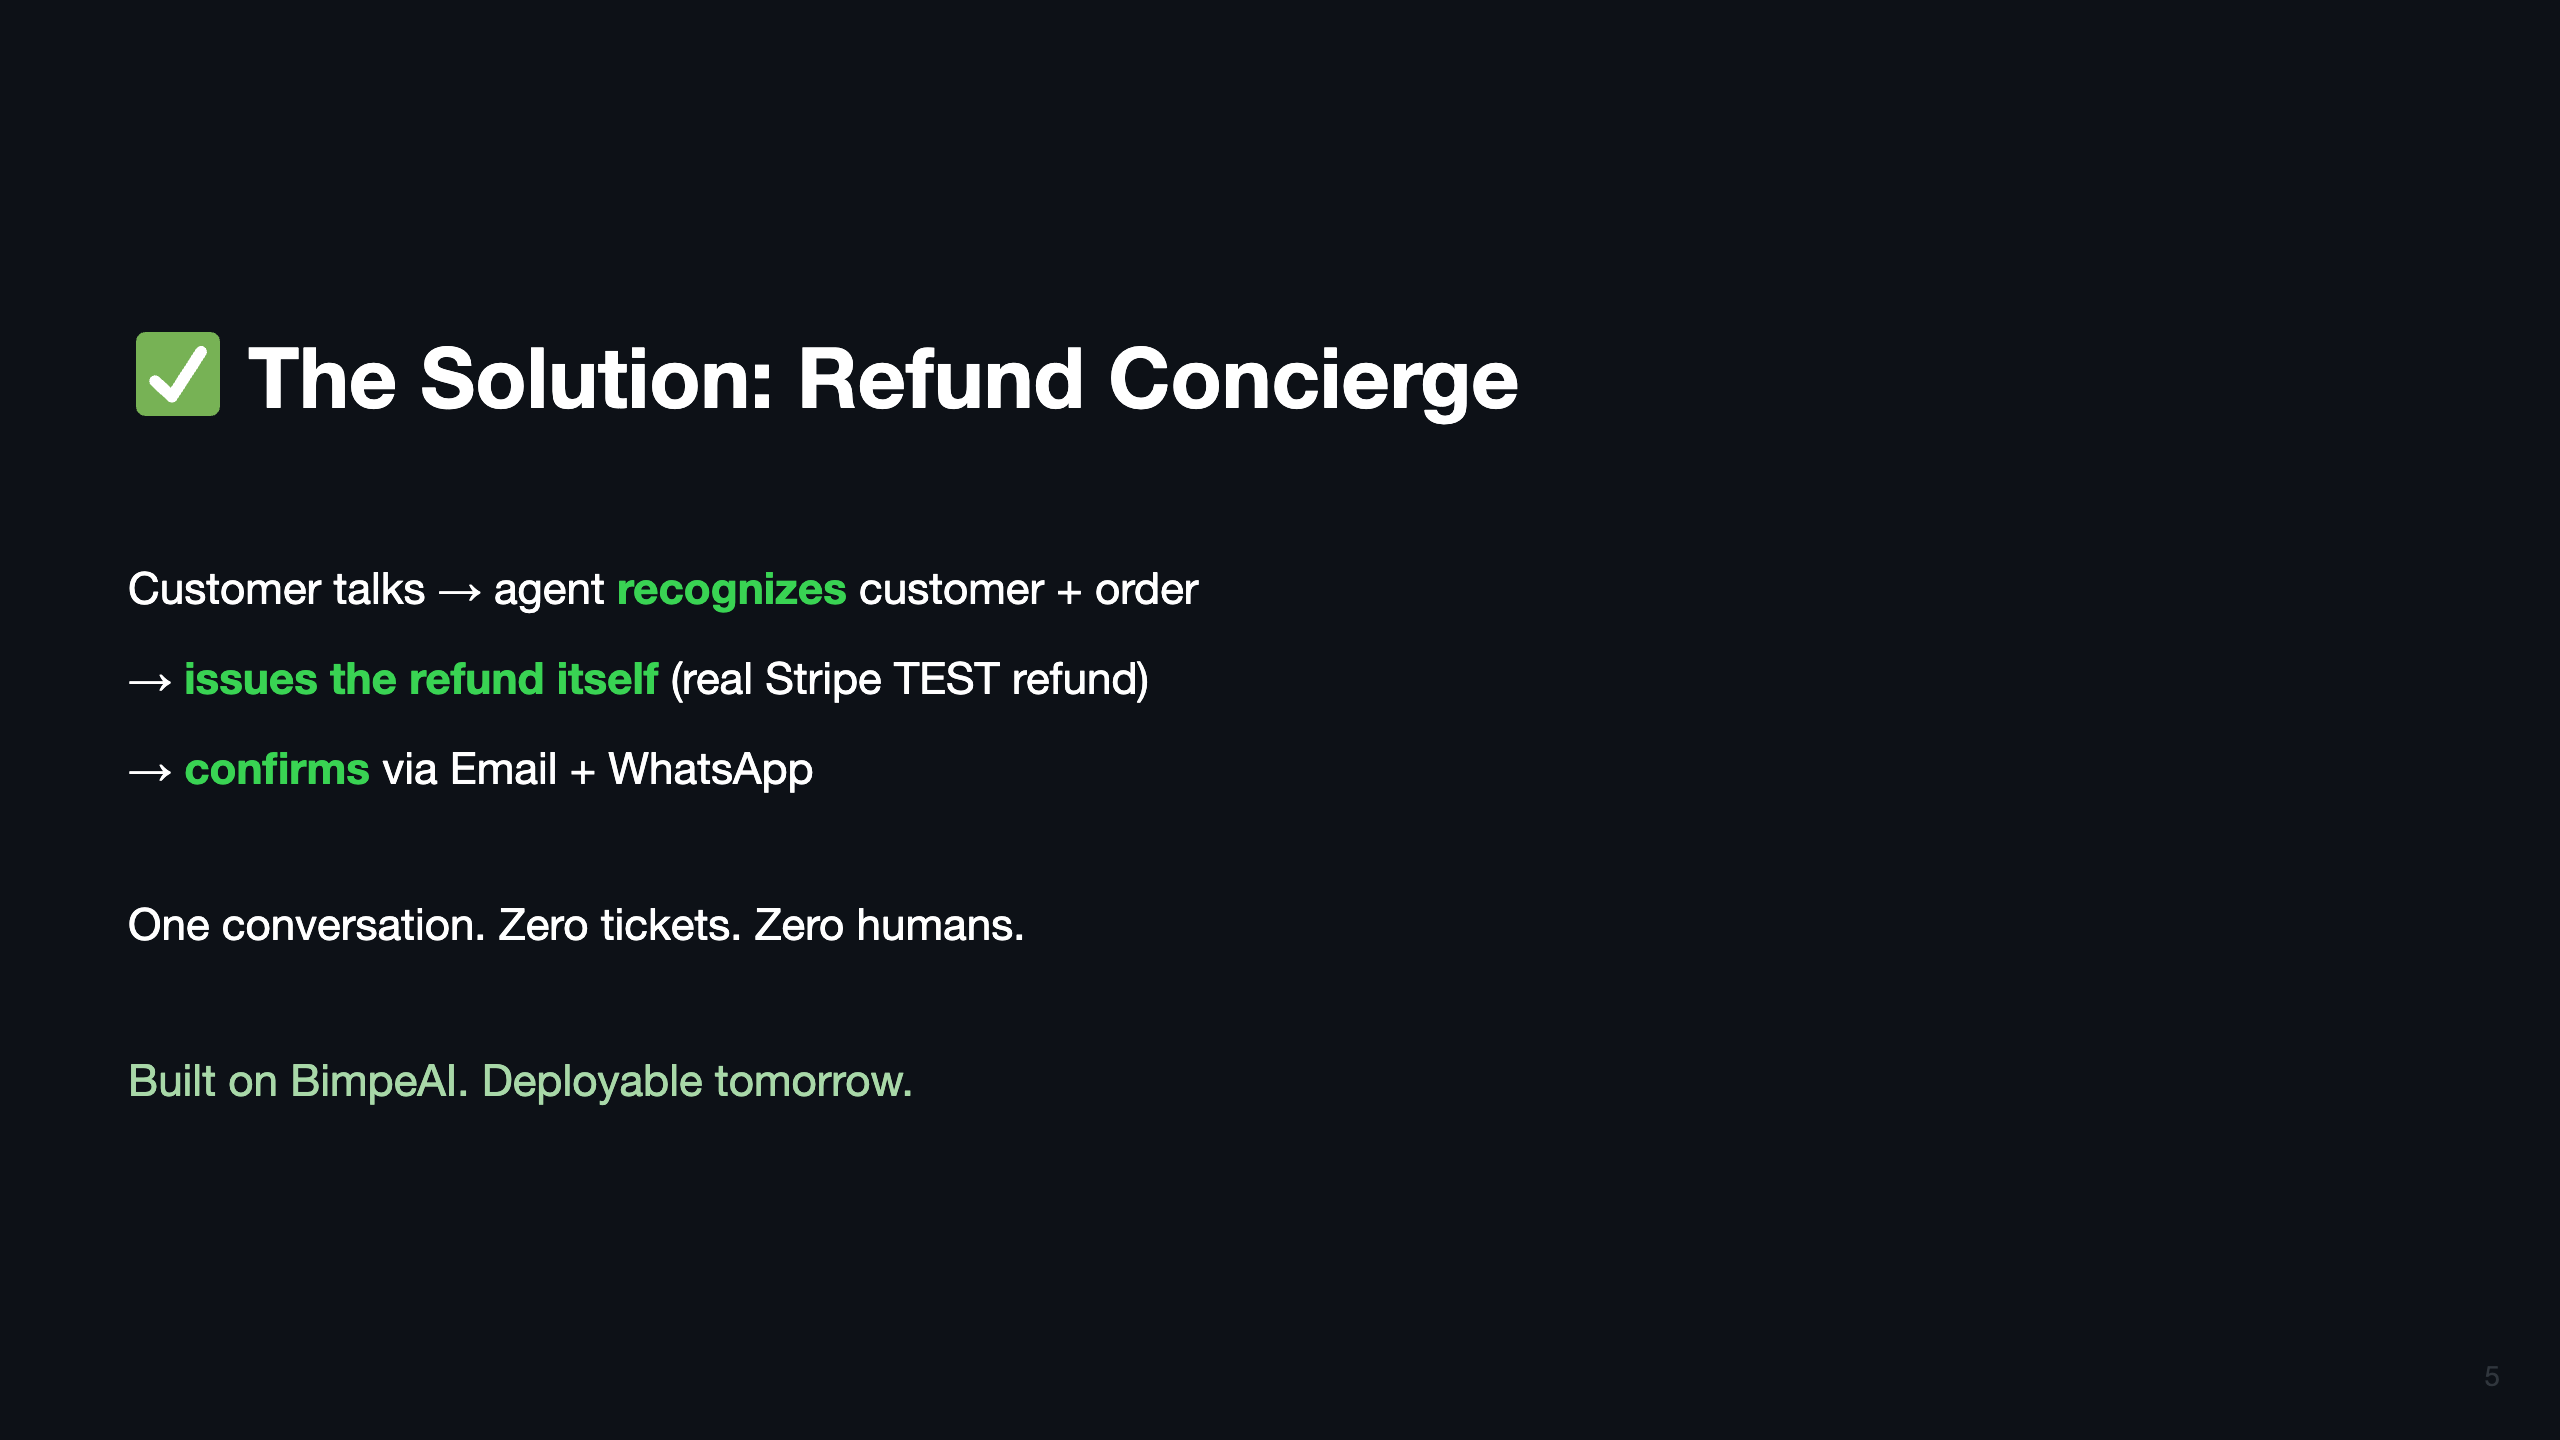 ✅ The Solution: Refund Concierge
Customer talks → agent recognizes customer + order
→ issues the refund itself (real Stripe TEST refund)
→ confirms via Email + WhatsApp
One conversation. Zero tickets. Zero humans.
Built on BimpeAI. Deployable tomorrow.
5